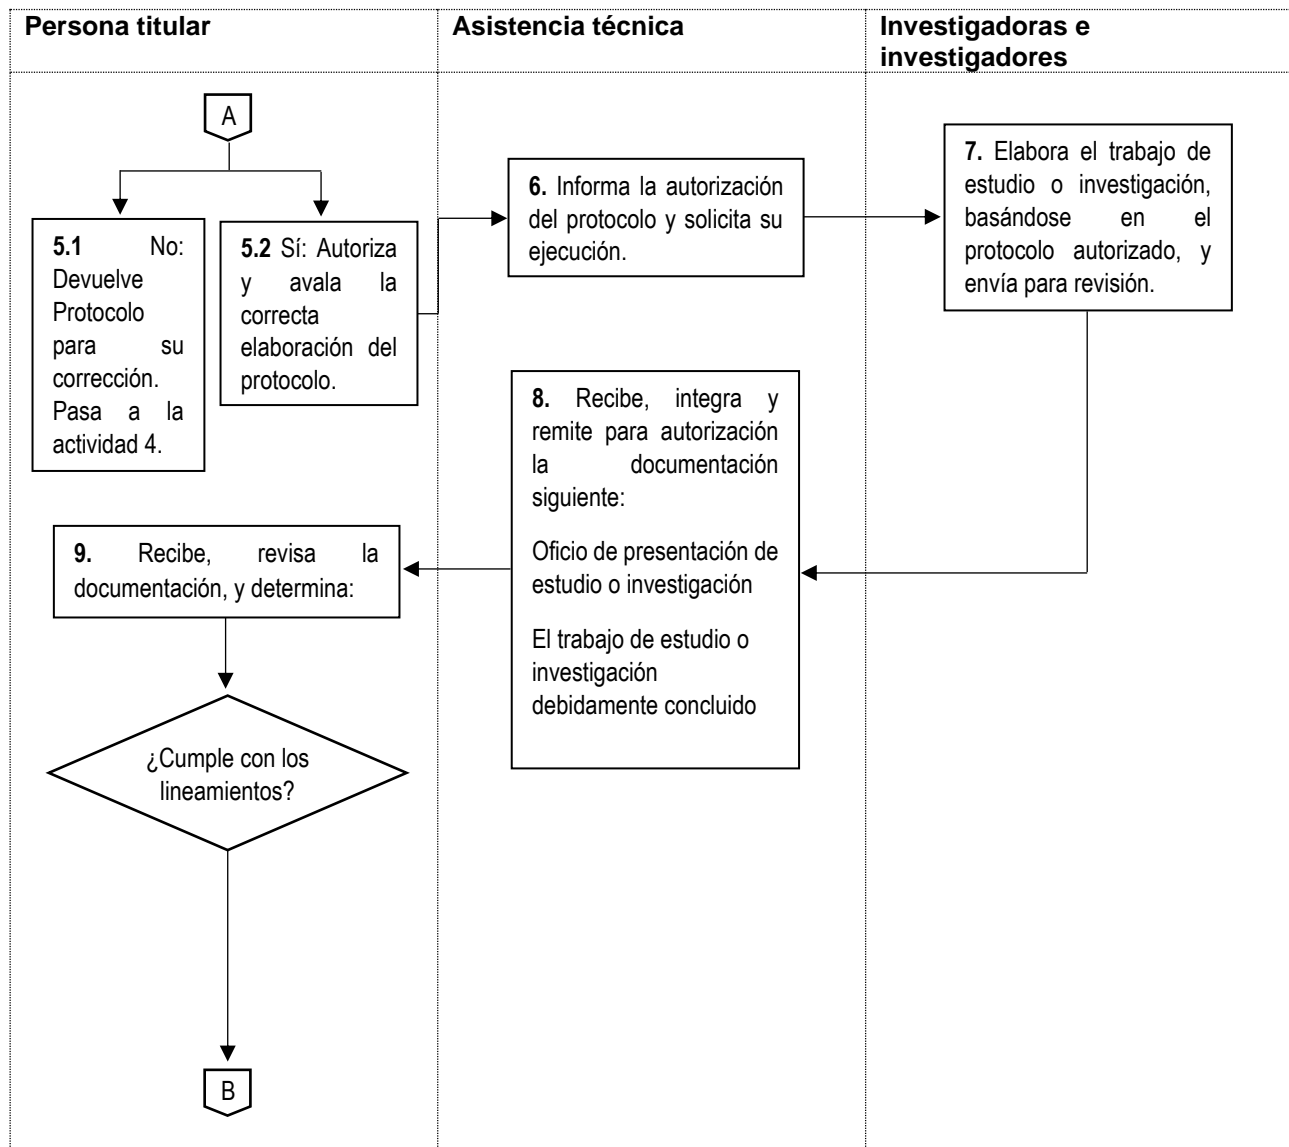 Persona titular
Asistencia técnica
Investigadoras e
investigadores
A
5.1 No:
Devuelve
Protocolo
para su
corrección.
Pasa a la
actividad 4.
5.2 Sí: Autoriza
y avala la
correcta
elaboración del
protocolo.
6. Informa la autorización
del protocolo y solicita su
ejecución.
7. Elabora el trabajo de
estudio o investigación,
basándose en el
protocolo autorizado, y
envía para revisión.
8. Recibe, integra y
remite para autorización
la documentación
siguiente:
Oficio de presentación de
estudio o investigación
El trabajo de estudio o
investigación
debidamente concluido
9. Recibe, revisa la
documentación, y determina:
¿Cumple con los
lineamientos?
B